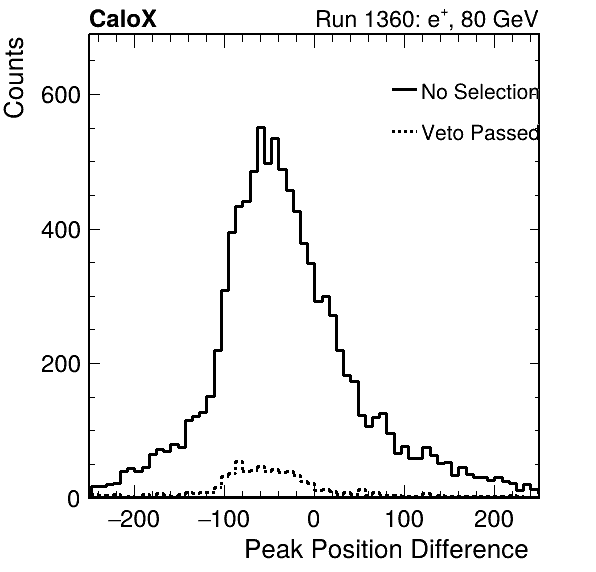 CaloX Run 1360: e+, 80 GeV
Counts
No Selection
Veto Passed
600
400
200
0
−200 −100 0 100 200
Peak Position Difference